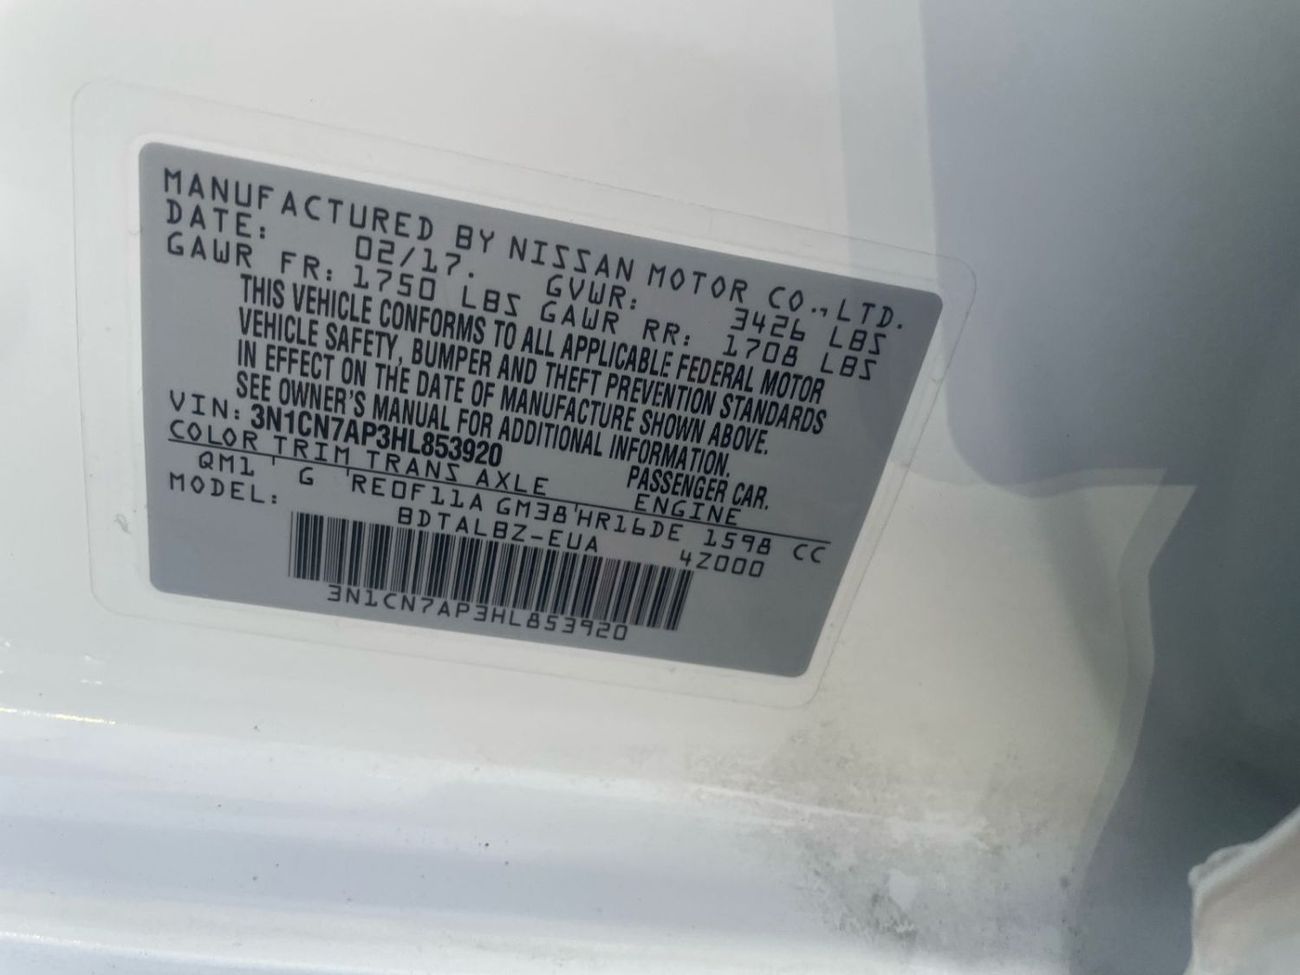 MANUFACTURED BY NISSAN MOTOR CO., LTD.
DATE: 02/17. GVWR: 3426 LBS
GAWR FR: 1750 LBS GAWR RR: 1708 LBS
THIS VEHICLE CONFORMS TO ALL APPLICABLE FEDERAL MOTOR
VEHICLE SAFETY, BUMPER AND THEFT PREVENTION STANDARDS
IN EFFECT ON THE DATE OF MANUFACTURE SHOWN ABOVE.
SEE OWNER'S MANUAL FOR ADDITIONAL INFORMATION.
VIN: 3N1CN7AP3HL853920 PASSENGER CAR.
COLOR TRIM TRANS AXLE ENGINE
QM1 ' G 'RE0F11A GM38'HR16DE 1598 CC
MODEL: BDTALBZ-EUA 4Z000
3N1CN7AP3HL853920